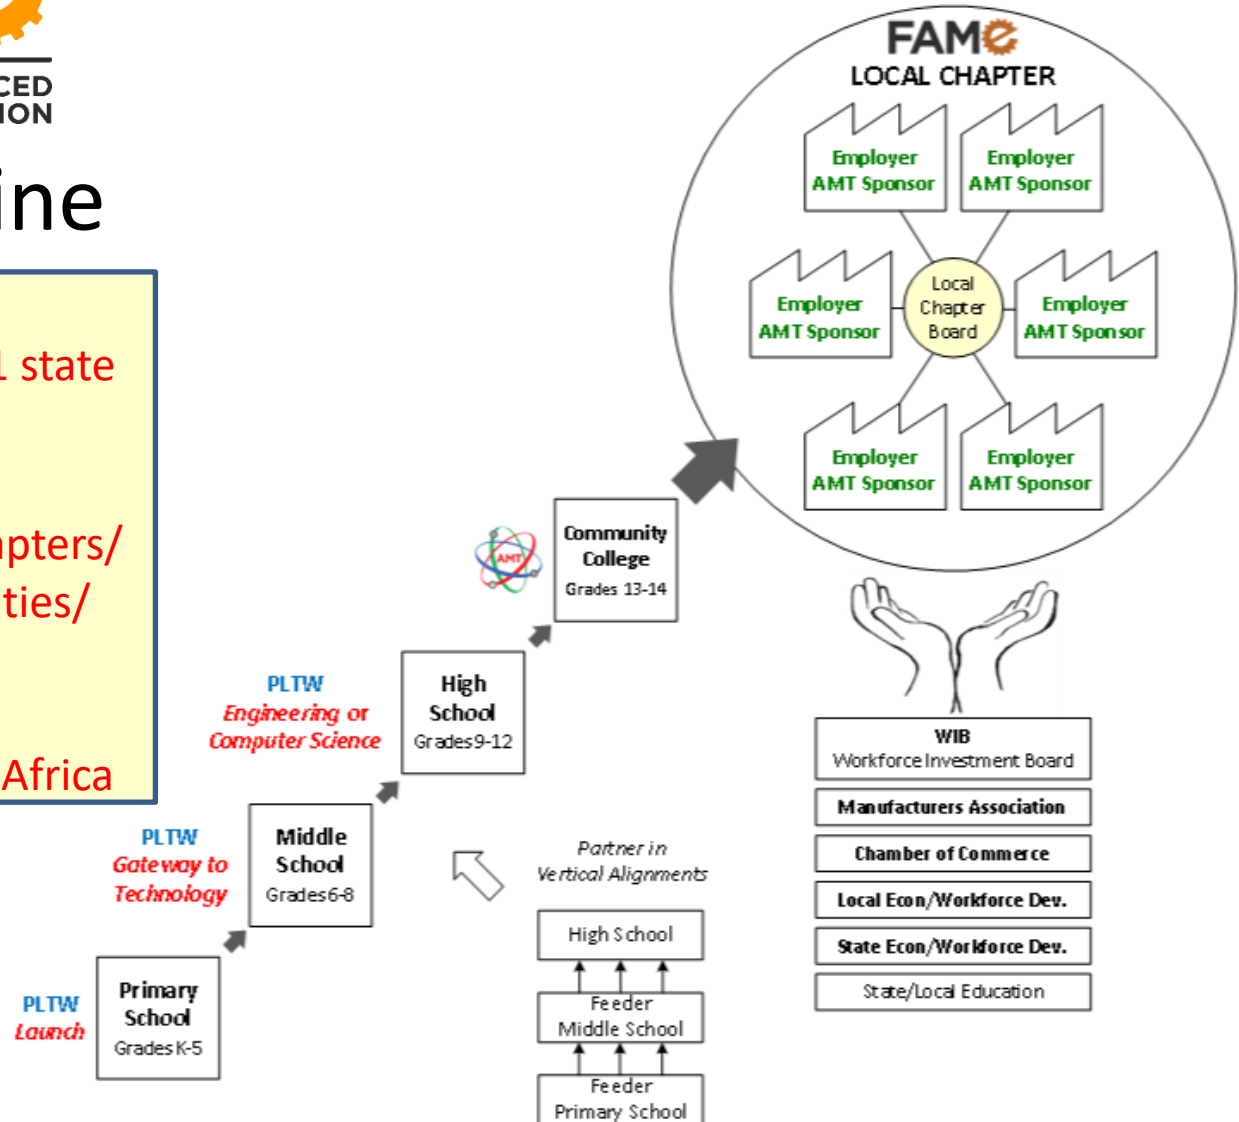 CED
ION
ine
1 state
apters/
ties/
Africa
FAMe
LOCAL CHAPTER
Employer
AMT Sponsor
Employer
AMT Sponsor
Employer
AMT Sponsor
Local
Chapter
Board
Employer
AMT Sponsor
Employer
AMT Sponsor
Employer
AMT Sponsor
AMT
Community
College
Grades 13-14
PLTW
Engineering or
Computer Science
High
School
Grades 9-12
PLTW
Gateway to
Technology
Middle
School
Grades 6-8
PLTW
Launch
Primary
School
Grades K-5
Partner in
Vertical Alignments
High School
Feeder
Middle School
Feeder
Primary School
WIB
Workforce Investment Board
Manufacturers Association
Chamber of Commerce
Local Econ/Workforce Dev.
State Econ/Workforce Dev.
State/Local Education